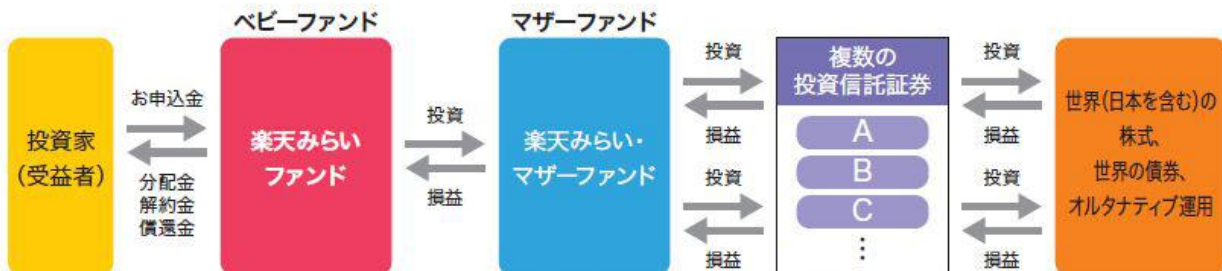 ベビーファンド
マザーファンド
投資家
(受益者)
お申込金
分配金
解約金
償還金
楽天みらい
ファンド
投資
損益
楽天みらい・
マザーファンド
投資
損益
投資
損益
複数の
投資信託証券
A
B
C
⋮
投資
損益
投資
損益
世界(日本を含む)の
株式、
世界の債券、
オルタナティブ運用